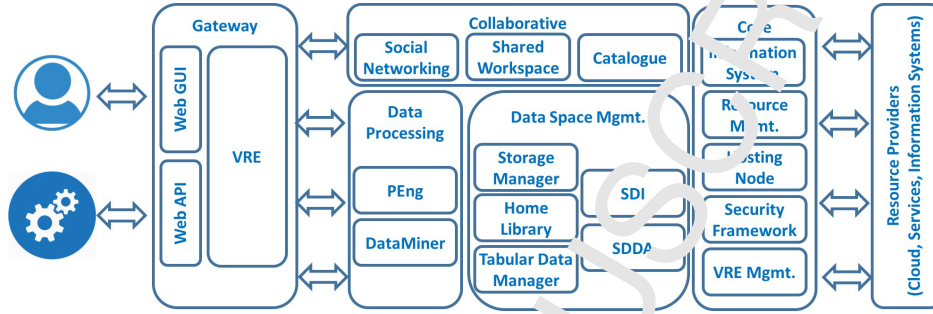 Gateway
Web GUI
Web API
VRE
Collaborative
Social
Networking
Shared
Workspace
Catalogue
Data
Processing
PEng
DataMiner
Data Space Mgmt.
Storage
Manager
Home
Library
Tabular Data
Manager
SDI
SDDA
Core
Information
System
Resource
Mgmt.
Hosting
Node
Security
Framework
VRE Mgmt.
Resource Providers
(Cloud, Services, Information Systems)